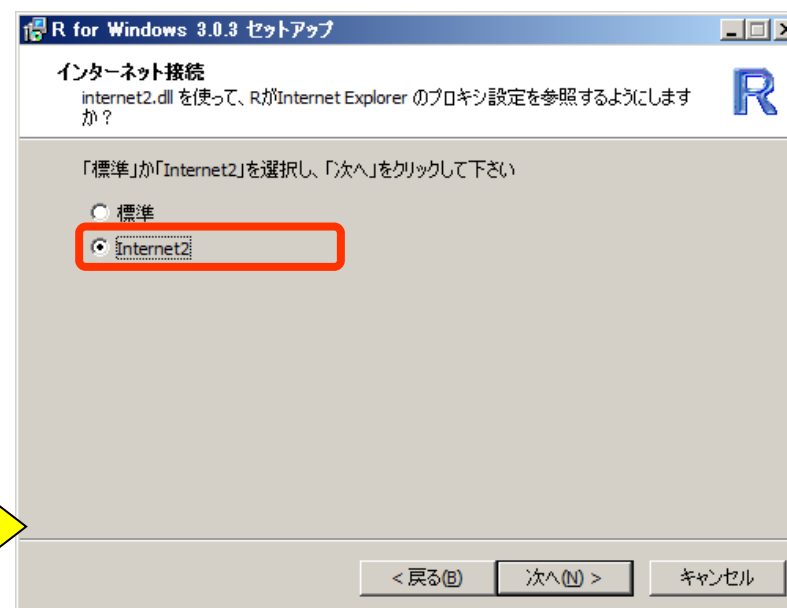 R for Windows 3.0.3 セットアップ
インターネット接続
internet2.dll を使って、RがInternet Explorer のプロキシ設定を参照するようにします
か？
R
「標準」か「Internet2」を選択し、「次へ」をクリックして下さい
標準
Internet2
< 戻る(B) 次へ(N) > キャンセル